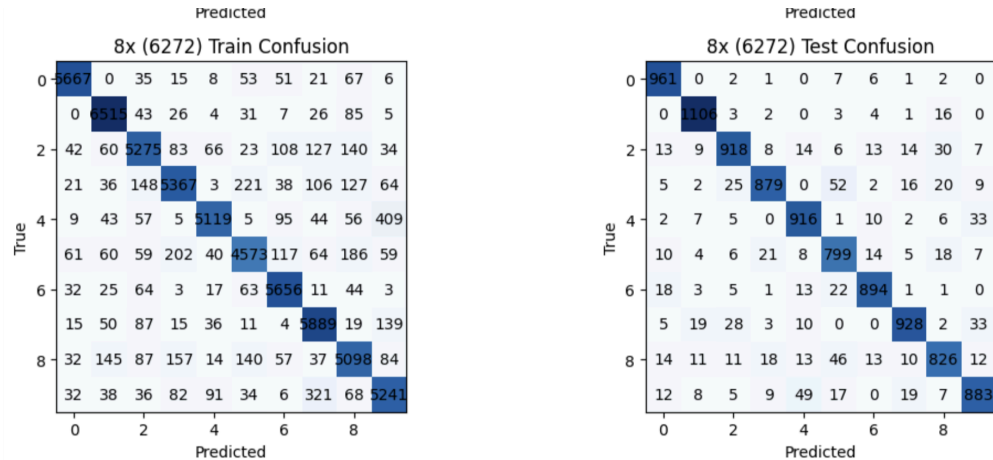 Predicted
Predicted
8x (6272) Train Confusion
8x (6272) Test Confusion
0 5667 0 35 15 8 53 51 21 67 6
0 6515 43 26 4 31 7 26 85 5
2 42 60 5275 83 66 23 108 127 140 34
21 36 148 5367 3 221 38 106 127 64
4 9 43 57 5 5119 5 95 44 56 409
61 60 59 202 40 4573 117 64 186 59
6 32 25 64 3 17 63 5656 11 44 3
15 50 87 15 36 11 4 5889 19 139
8 32 145 87 157 14 140 57 37 5098 84
32 38 36 82 91 34 6 321 68 5241
0 2 4 6 8
True
Predicted
0 961 0 2 1 0 7 6 1 2 0
0 1106 3 2 0 3 4 1 16 0
2 13 9 918 8 14 6 13 14 30 7
5 2 25 879 0 52 2 16 20 9
4 2 7 5 0 916 1 10 2 6 33
10 4 6 21 8 799 14 5 18 7
6 18 3 5 1 13 22 894 1 1 0
5 19 28 3 10 0 0 928 2 33
8 14 11 11 18 13 46 13 10 826 12
12 8 5 9 49 17 0 19 7 883
0 2 4 6 8
True
Predicted